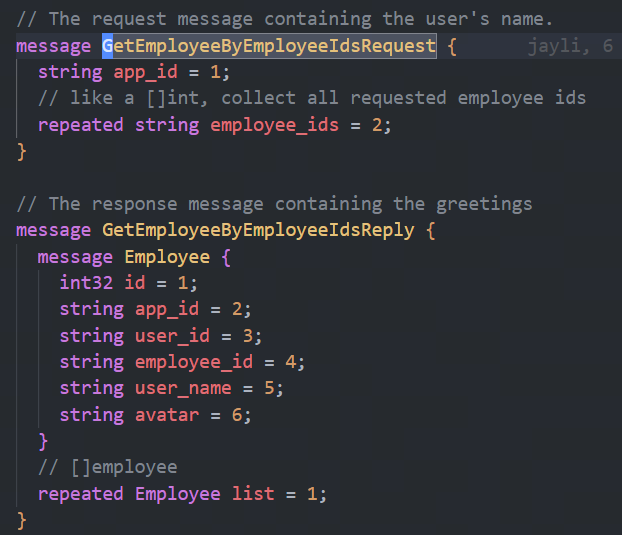 // The request message containing the user's name.
message GetEmployeeByEmployeeIdsRequest { jayli, 6
string app_id = 1;
// like a []int, collect all requested employee ids
repeated string employee_ids = 2;
}
// The response message containing the greetings
message GetEmployeeByEmployeeIdsReply {
message Employee {
int32 id = 1;
string app_id = 2;
string user_id = 3;
string employee_id = 4;
string user_name = 5;
string avatar = 6;
}
// []employee
repeated Employee list = 1;
}